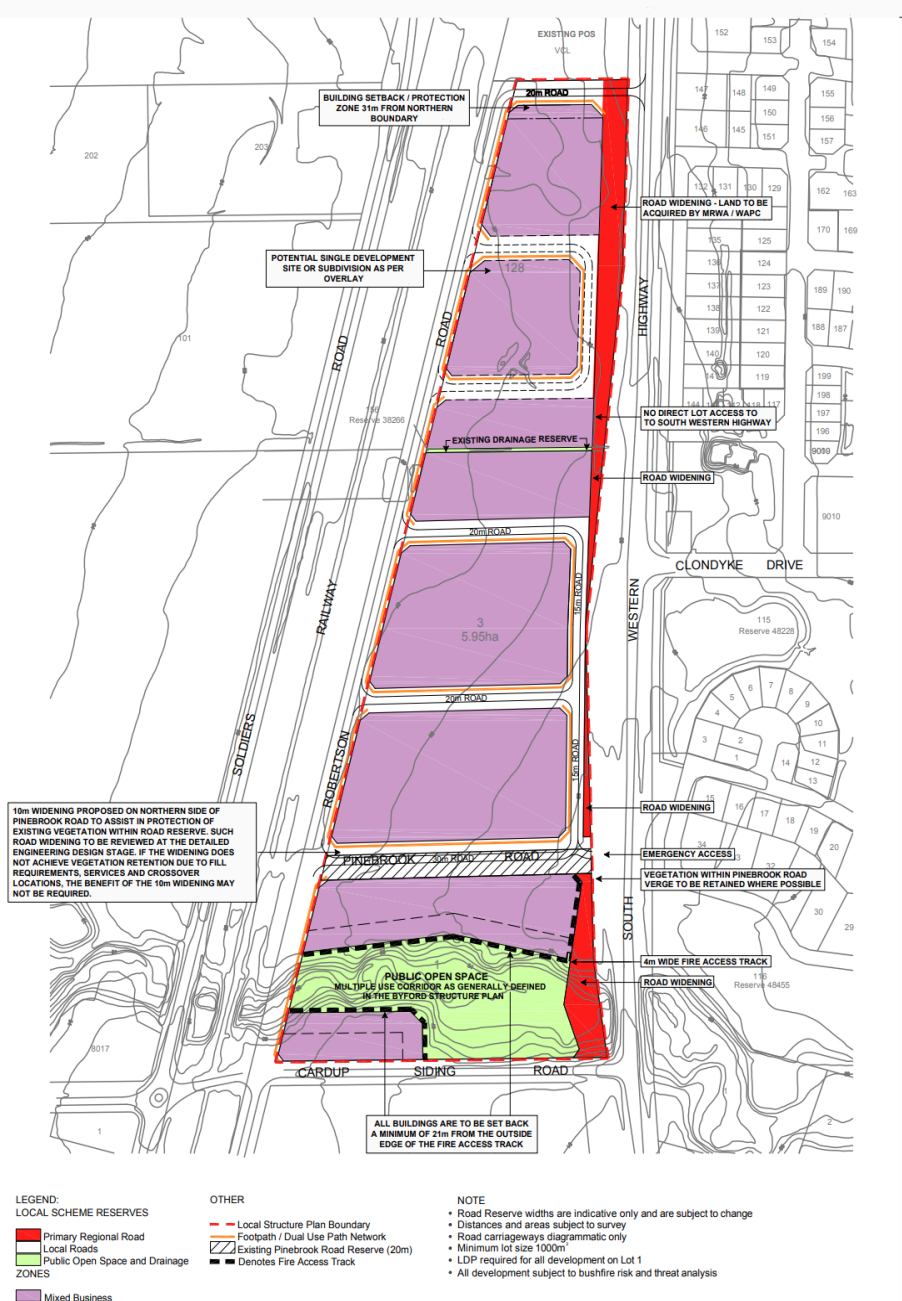 EXISTING POS
VCL
152
153
154
20m ROAD
BUILDING SETBACK / PROTECTION
ZONE 31m FROM NORTHERN
BOUNDARY
147
148
149
155
150
156
146
145
151
157
202
203
132
131
130
129
162
163
ROAD WIDENING - LAND TO BE
ACQUIRED BY MRWA / WAPC
170
169
135
125
POTENTIAL SINGLE DEVELOPMENT
SITE OR SUBDIVISION AS PER
OVERLAY
128
136
124
137
123
189
190
138
122
HIGHWAY
ROAD
ROAD
101
139
121
188
187
140
120
119
199
198
144
117
197
196
Reserve 38266
NO DIRECT LOT ACCESS TO
TO SOUTH WESTERN HIGHWAY
EXISTING DRAINAGE RESERVE
ROAD WIDENING
9010
20m ROAD
CLONDYKE DRIVE
15m ROAD
RAILWAY
WESTERN
3
5.95ha
115
Reserve 48228
7
6
8
5
9
4
10
3
2
11
1
14
12
13
20m ROAD
SOLDIERS
ROBERTSON
15m ROAD
15
16
17
18
19
20
34
32
30
29
ROAD WIDENING
10m WIDENING PROPOSED ON NORTHERN SIDE OF
PINEBROOK ROAD TO ASSIST IN PROTECTION OF
EXISTING VEGETATION WITHIN ROAD RESERVE. SUCH
ROAD WIDENING TO BE REVIEWED AT THE DETAILED
ENGINEERING DESIGN STAGE. IF THE WIDENING DOES
NOT ACHIEVE VEGETATION RETENTION DUE TO FILL
REQUIREMENTS, SERVICES AND CROSSOVER
LOCATIONS, THE BENEFIT OF THE 10m WIDENING MAY
NOT BE REQUIRED.
PINEBROOK 30m ROAD ROAD
EMERGENCY ACCESS
VEGETATION WITHIN PINEBROOK ROAD
VERGE TO BE RETAINED WHERE POSSIBLE
SOUTH
4m WIDE FIRE ACCESS TRACK
1
PUBLIC OPEN SPACE
MULTIPLE USE CORRIDOR AS GENERALLY DEFINED
IN THE BYFORD STRUCTURE PLAN
ROAD WIDENING
116
Reserve 48455
8017
CARDUP SIDING ROAD
1
1
2
ALL BUILDINGS ARE TO BE SET BACK
A MINIMUM OF 21m FROM THE OUTSIDE
EDGE OF THE FIRE ACCESS TRACK
LEGEND:
LOCAL SCHEME RESERVES
Primary Regional Road
Local Roads
Public Open Space and Drainage
ZONES
Mixed Business
OTHER
Local Structure Plan Boundary
Footpath / Dual Use Path Network
Existing Pinebrook Road Reserve (20m)
Denotes Fire Access Track
NOTE
• Road Reserve widths are indicative only and are subject to change
• Distances and areas subject to survey
• Road carriageways diagrammatic only
• Minimum lot size 1000m²
• LDP required for all development on Lot 1
• All development subject to bushfire risk and threat analysis